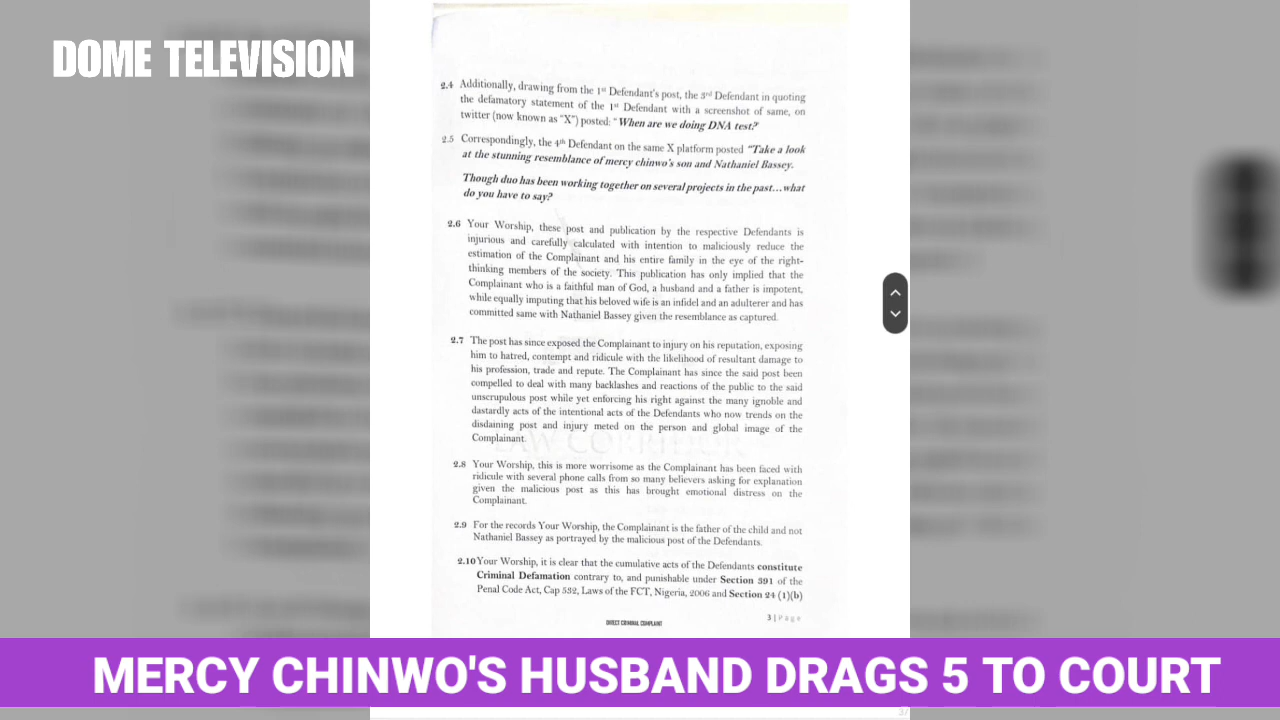 DOME TELEVISION
2.4 Additionally, drawing from the 1st Defendant's post, the 3rd Defendant in quoting
the defamatory statement of the 1st Defendant with a screenshot of same, on
twitter (now known as "X") posted: "When are we doing DNA test?"
2.5 Correspondingly, the 4th Defendant on the same X platform posted "Take a look
at the stunning resemblance of mercy chinwo's son and Nathaniel Bassey.
Though duo has been working together on several projects in the past...what
do you have to say?
2.6 Your Worship, these post and publication by the respective Defendants is
injurious and carefully calculated with intention to maliciously reduce the
estimation of the Complainant and his entire family in the eye of the right-
thinking members of the society. This publication has only implied that the
Complainant who is a faithful man of God, a husband and a father is impotent,
while equally imputing that his beloved wife is an infidel and an adulterer and has
committed same with Nathaniel Bassey given the resemblance as captured.
2.7 The post has since exposed the Complainant to injury on his reputation, exposing
him to hatred, contempt and ridicule with the likelihood of resultant damage to
his profession, trade and repute. The Complainant has since the said post been
compelled to deal with many backlashes and reactions of the public to the said
unscrupulous post while yet enforcing his right against the many ignoble and
dastardly acts of the intentional acts of the Defendants who now trends on the
disdaining post and injury meted on the person and global image of the
Complainant.
2.8 Your Worship, this is more worrisome as the Complainant has been faced with
ridicule with several phone calls from so many believers asking for explanation
given the malicious post as this has brought emotional distress on the
Complainant.
2.9 For the records Your Worship, the Complainant is the father of the child and not
Nathaniel Bassey as portrayed by the malicious post of the Defendants.
2.10 Your Worship, it is clear that the cumulative acts of the Defendants constitute
Criminal Defamation contrary to, and punishable under Section 391 of the
Penal Code Act, Cap 532, Laws of the FCT, Nigeria, 2006 and Section 24 (1)(b)
3 | Page
DIRECT CRIMINAL COMPLAINT
MERCY CHINWO'S HUSBAND DRAGS 5 TO COURT